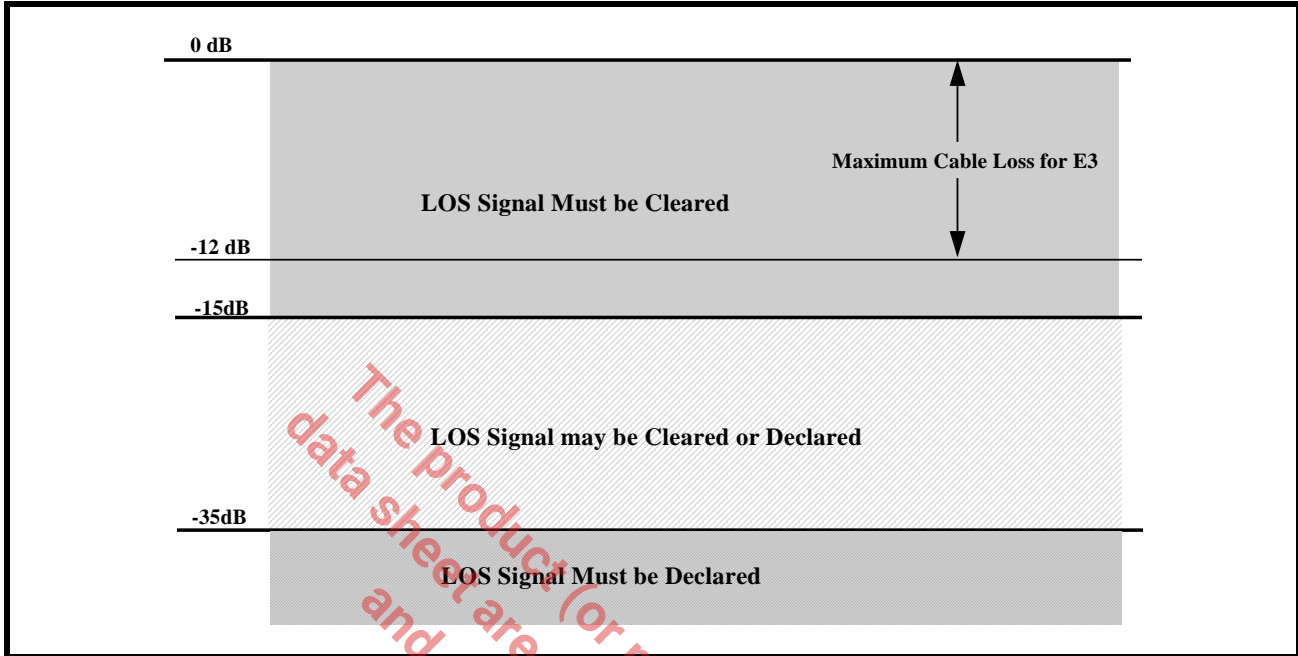 0 dB
Maximum Cable Loss for E3
LOS Signal Must be Cleared
-12 dB
-15dB
LOS Signal may be Cleared or Declared
-35dB
LOS Signal Must be Declared
The product (or
data sheet are
and